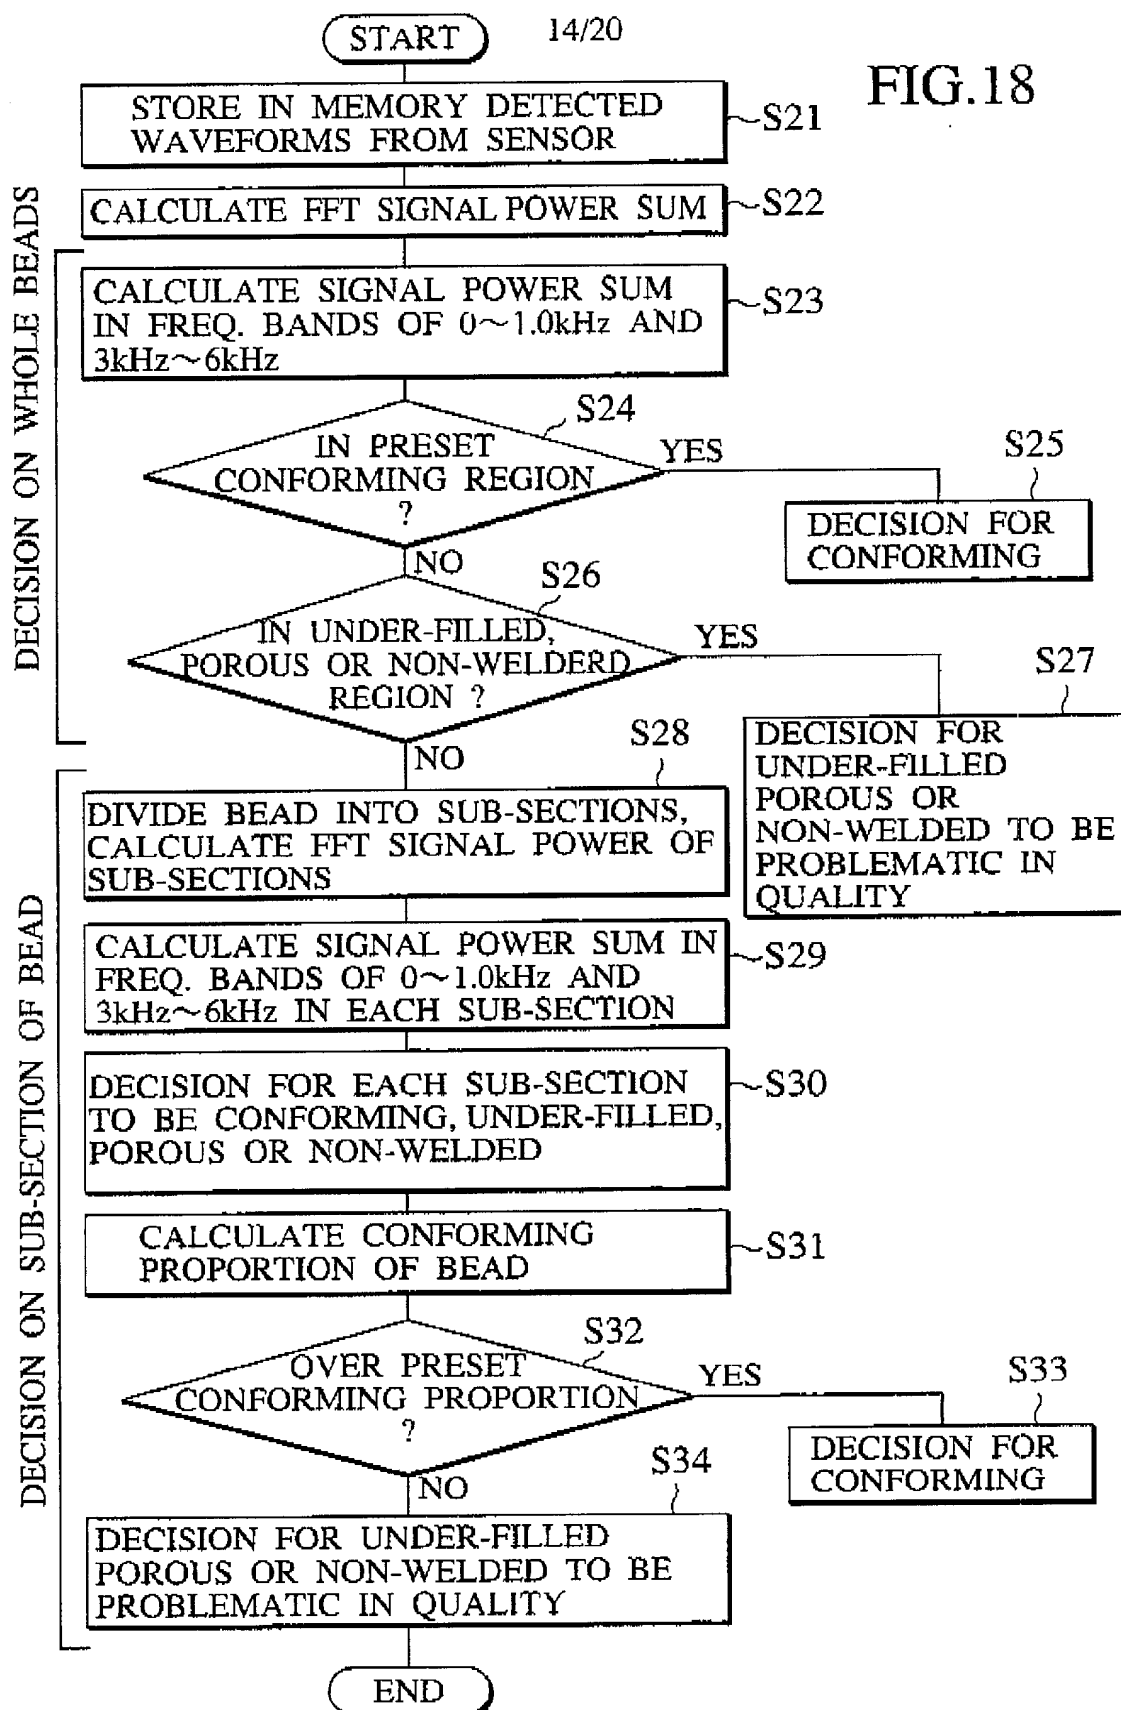 START
14/20
FIG.18
STORE IN MEMORY DETECTED
WAVEFORMS FROM SENSOR
S21
CALCULATE FFT SIGNAL POWER SUM
S22
DECISION ON WHOLE BEADS
CALCULATE SIGNAL POWER SUM
IN FREQ. BANDS OF 0~1.0kHz AND
3kHz~6kHz
S23
S24
IN PRESET
CONFORMING REGION
?
YES
S25
DECISION FOR
CONFORMING
NO
S26
IN UNDER-FILLED,
POROUS OR NON-WELDERD
REGION ?
YES
S27
DECISION FOR
UNDER-FILLED
POROUS OR
NON-WELDED TO BE
PROBLEMATIC IN
QUALITY
NO
S28
DECISION ON SUB-SECTION OF BEAD
DIVIDE BEAD INTO SUB-SECTIONS,
CALCULATE FFT SIGNAL POWER OF
SUB-SECTIONS
CALCULATE SIGNAL POWER SUM IN
FREQ. BANDS OF 0~1.0kHz AND
3kHz~6kHz IN EACH SUB-SECTION
S29
DECISION FOR EACH SUB-SECTION
TO BE CONFORMING, UNDER-FILLED,
POROUS OR NON-WELDED
S30
CALCULATE CONFORMING
PROPORTION OF BEAD
S31
S32
OVER PRESET
CONFORMING PROPORTION
?
YES
S33
DECISION FOR
CONFORMING
NO
S34
DECISION FOR UNDER-FILLED
POROUS OR NON-WELDED TO BE
PROBLEMATIC IN QUALITY
END